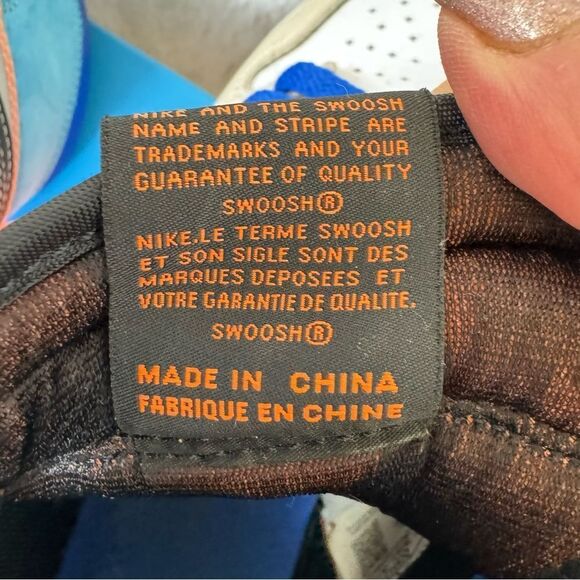 NIKE AND THE SWOOSH
NAME AND STRIPE ARE
TRADEMARKS AND YOUR
GUARANTEE OF QUALITY
SWOOSH®
NIKE.LE TERME SWOOSH
ET SON SIGLE SONT DES
MARQUES DEPOSEES ET
VOTRE GARANTIE DE QUALITE.
SWOOSH®
MADE IN CHINA
FABRIQUE EN CHINE